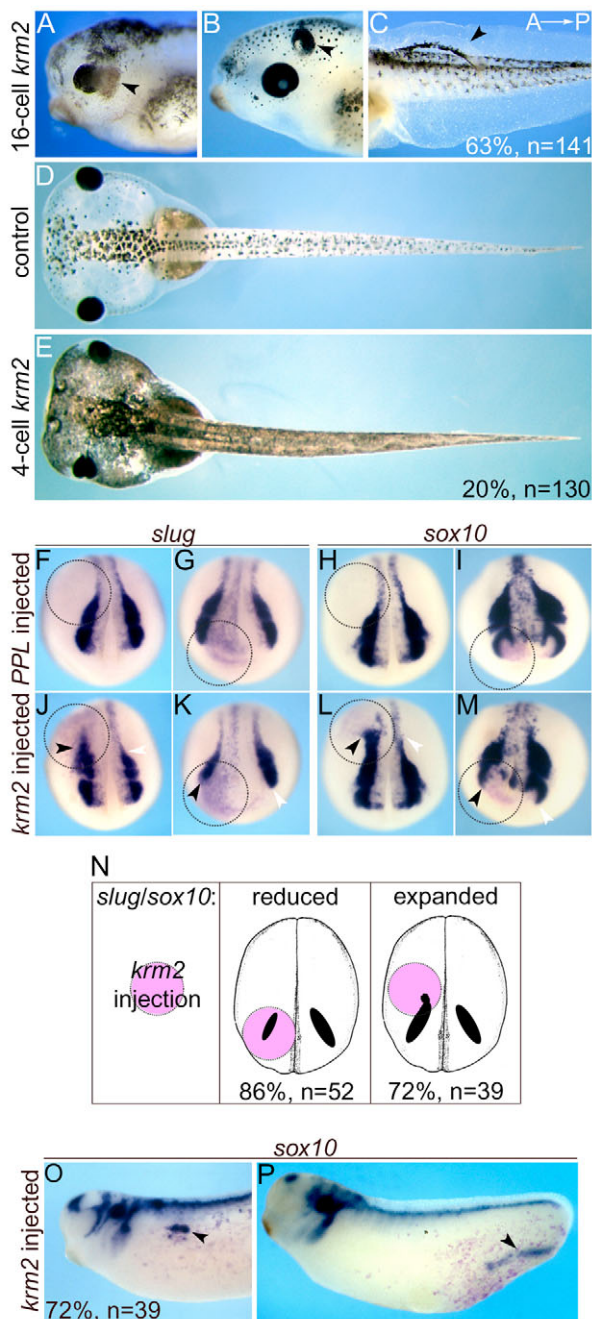 A
B
C
A→P
16-cell krm2
63%, n=141
D
control
E
4-cell krm2
20%, n=130
slug
sox10
F
G
H
I
PPL injected
J
K
L
M
krm2 injected
N
slug/sox10:
reduced
expanded
krm2
injection
86%, n=52
72%, n=39
sox10
O
P
krm2 injected
72%, n=39